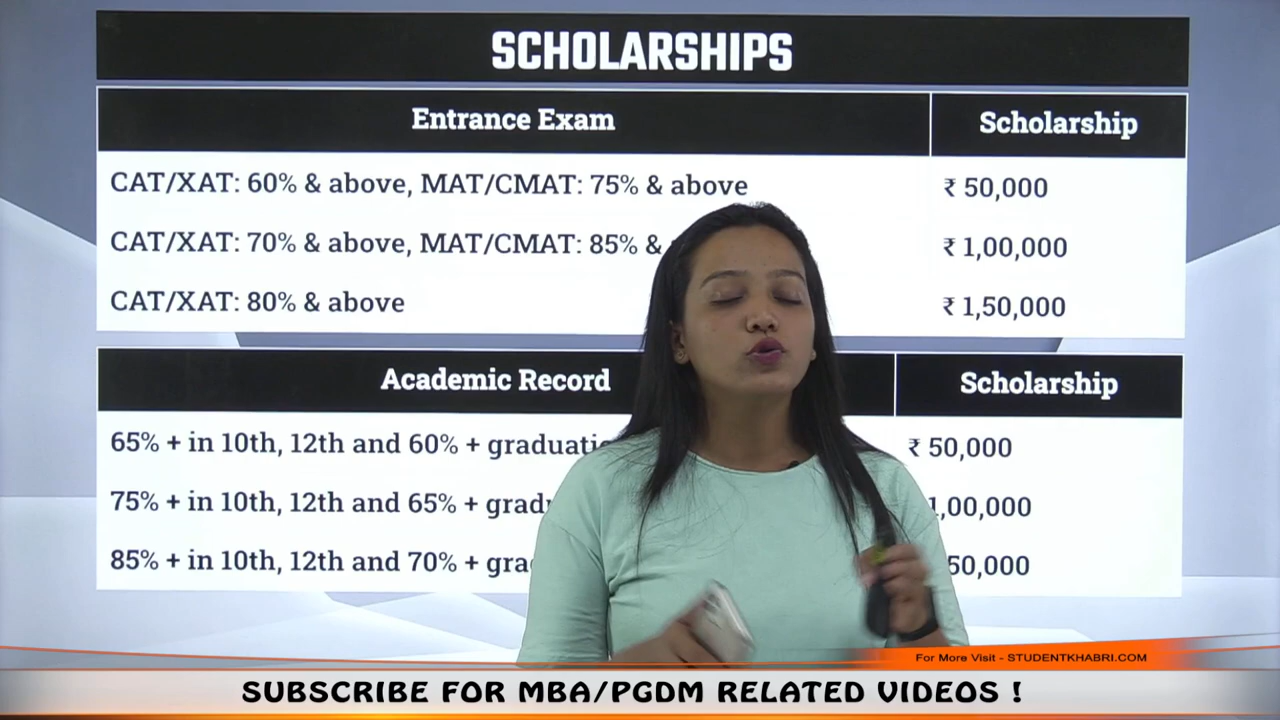 SCHOLARSHIPS
Entrance Exam Scholarship
CAT/XAT: 60% & above, MAT/CMAT: 75% & above ₹ 50,000
CAT/XAT: 70% & above, MAT/CMAT: 85% & ₹ 1,00,000
CAT/XAT: 80% & above ₹ 1,50,000
Academic Record Scholarship
65% + in 10th, 12th and 60% + ₹ 50,000
75% + in 10th, 12th and 65% + 1,00,000
85% + in 10th, 12th and 70% + 50,000
For More Visit - STUDENTKHABRI.COM
SUBSCRIBE FOR MBA/PGDM RELATED VIDEOS !